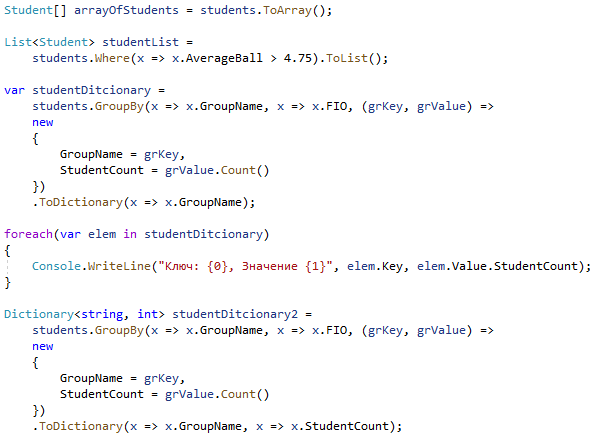 Student[] arrayOfStudents = students.ToArray();
List<Student> studentList =
students.Where(x => x.AverageBall > 4.75).ToList();
var studentDitcionary =
students.GroupBy(x => x.GroupName, x => x.FIO, (grKey, grValue) =>
new
{
GroupName = grKey,
StudentCount = grValue.Count()
})
.ToDictionary(x => x.GroupName);
foreach(var elem in studentDitcionary)
{
Console.WriteLine("Ключ: {0}, Значение {1}", elem.Key, elem.Value.StudentCount);
}
Dictionary<string, int> studentDitcionary2 =
students.GroupBy(x => x.GroupName, x => x.FIO, (grKey, grValue) =>
new
{
GroupName = grKey,
StudentCount = grValue.Count()
})
.ToDictionary(x => x.GroupName, x => x.StudentCount);